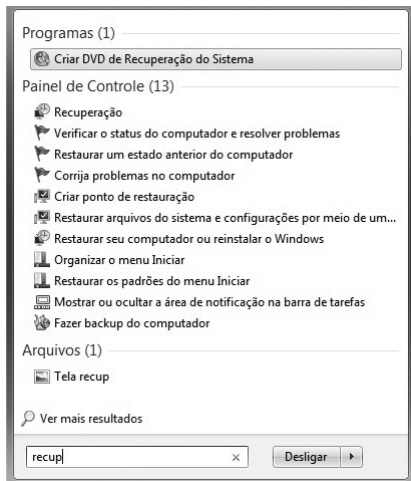 Programas (1)
Criar DVD de Recuperação do Sistema
Painel de Controle (13)
Recuperação
Verificar o status do computador e resolver problemas
Restaurar um estado anterior do computador
Corrija problemas no computador
Criar ponto de restauração
Restaurar arquivos do sistema e configurações por meio de um...
Restaurar seu computador ou reinstalar o Windows
Organizar o menu Iniciar
Restaurar os padrões do menu Iniciar
Mostrar ou ocultar a área de notificação na barra de tarefas
Fazer backup do computador
Arquivos (1)
Tela recup
Ver mais resultados
recup Desligar